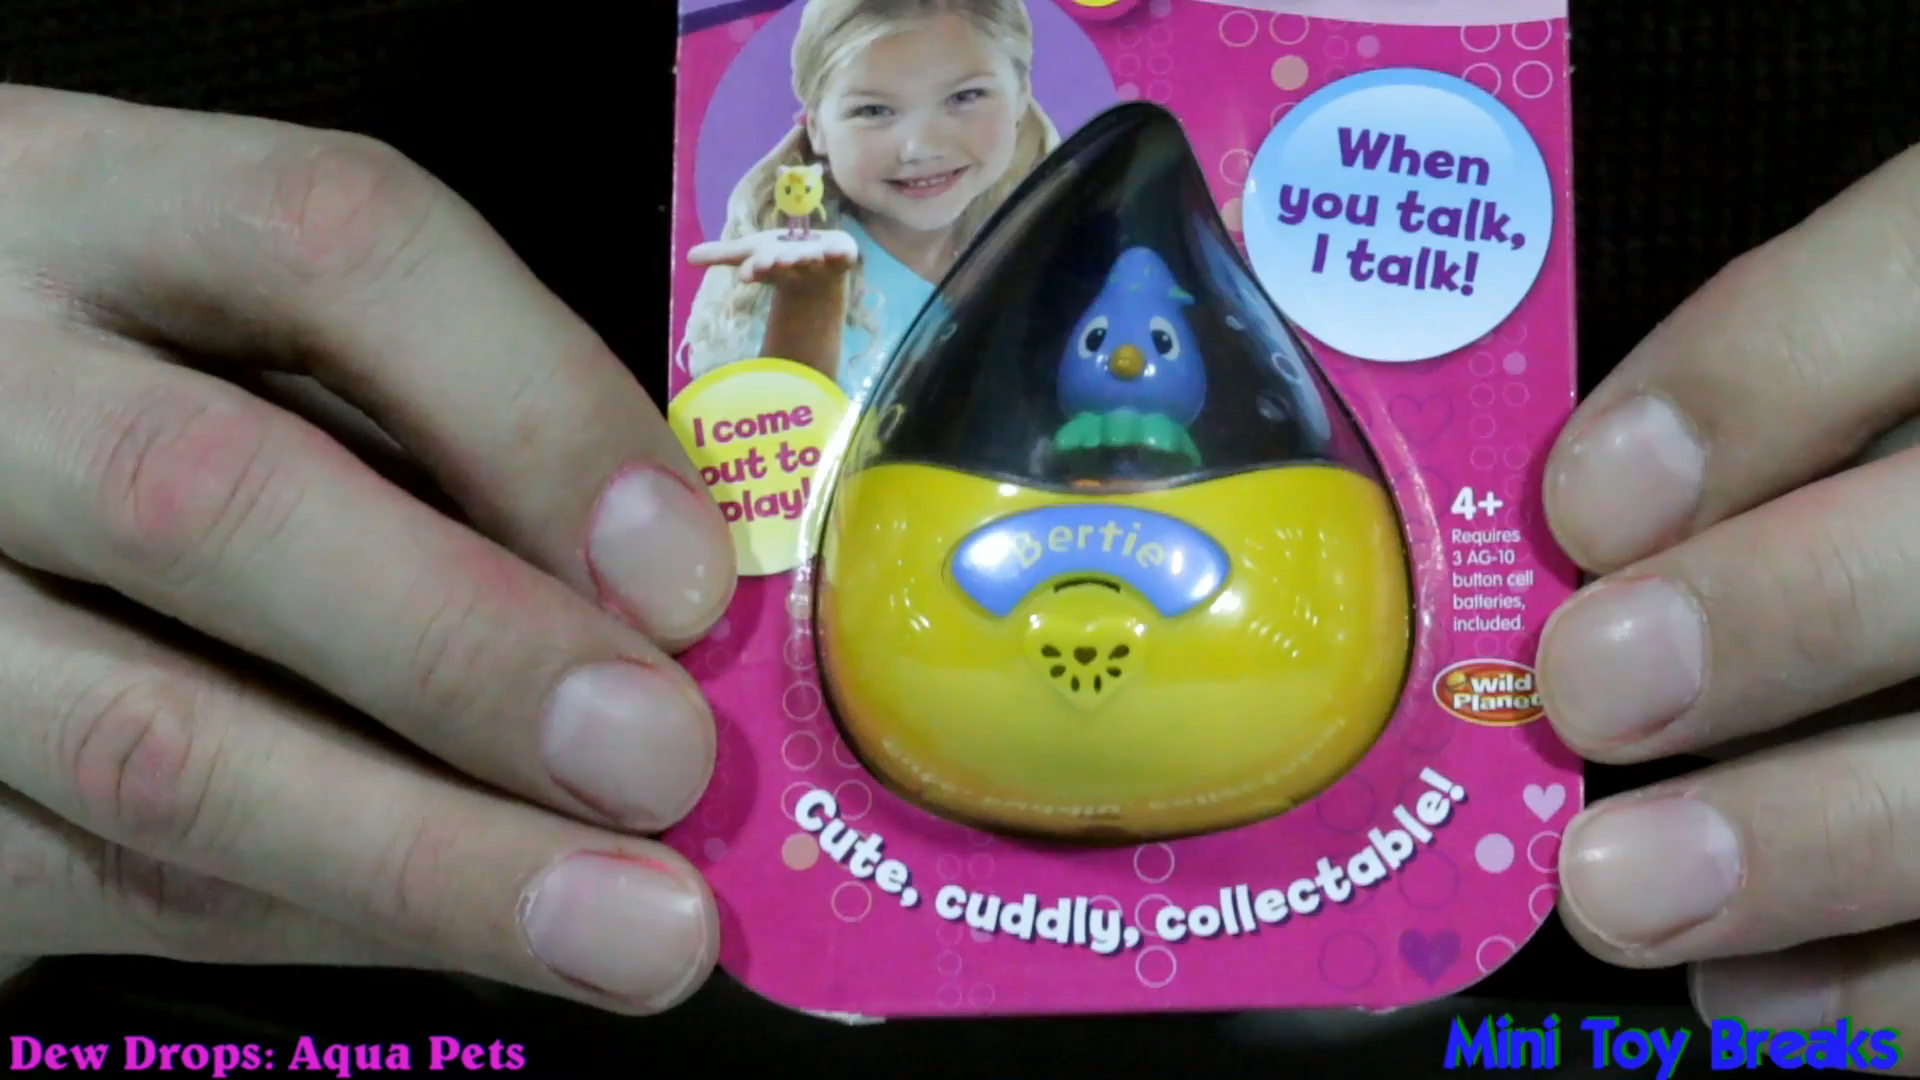 When
you talk,
I talk!
I come
out to
play!
Bertie
4+
Requires
3 AG-10
button cell
batteries,
included.
Wild
Planet
Cute, cuddly, collectable!
Dew Drops: Aqua Pets
Mini Toy Breaks